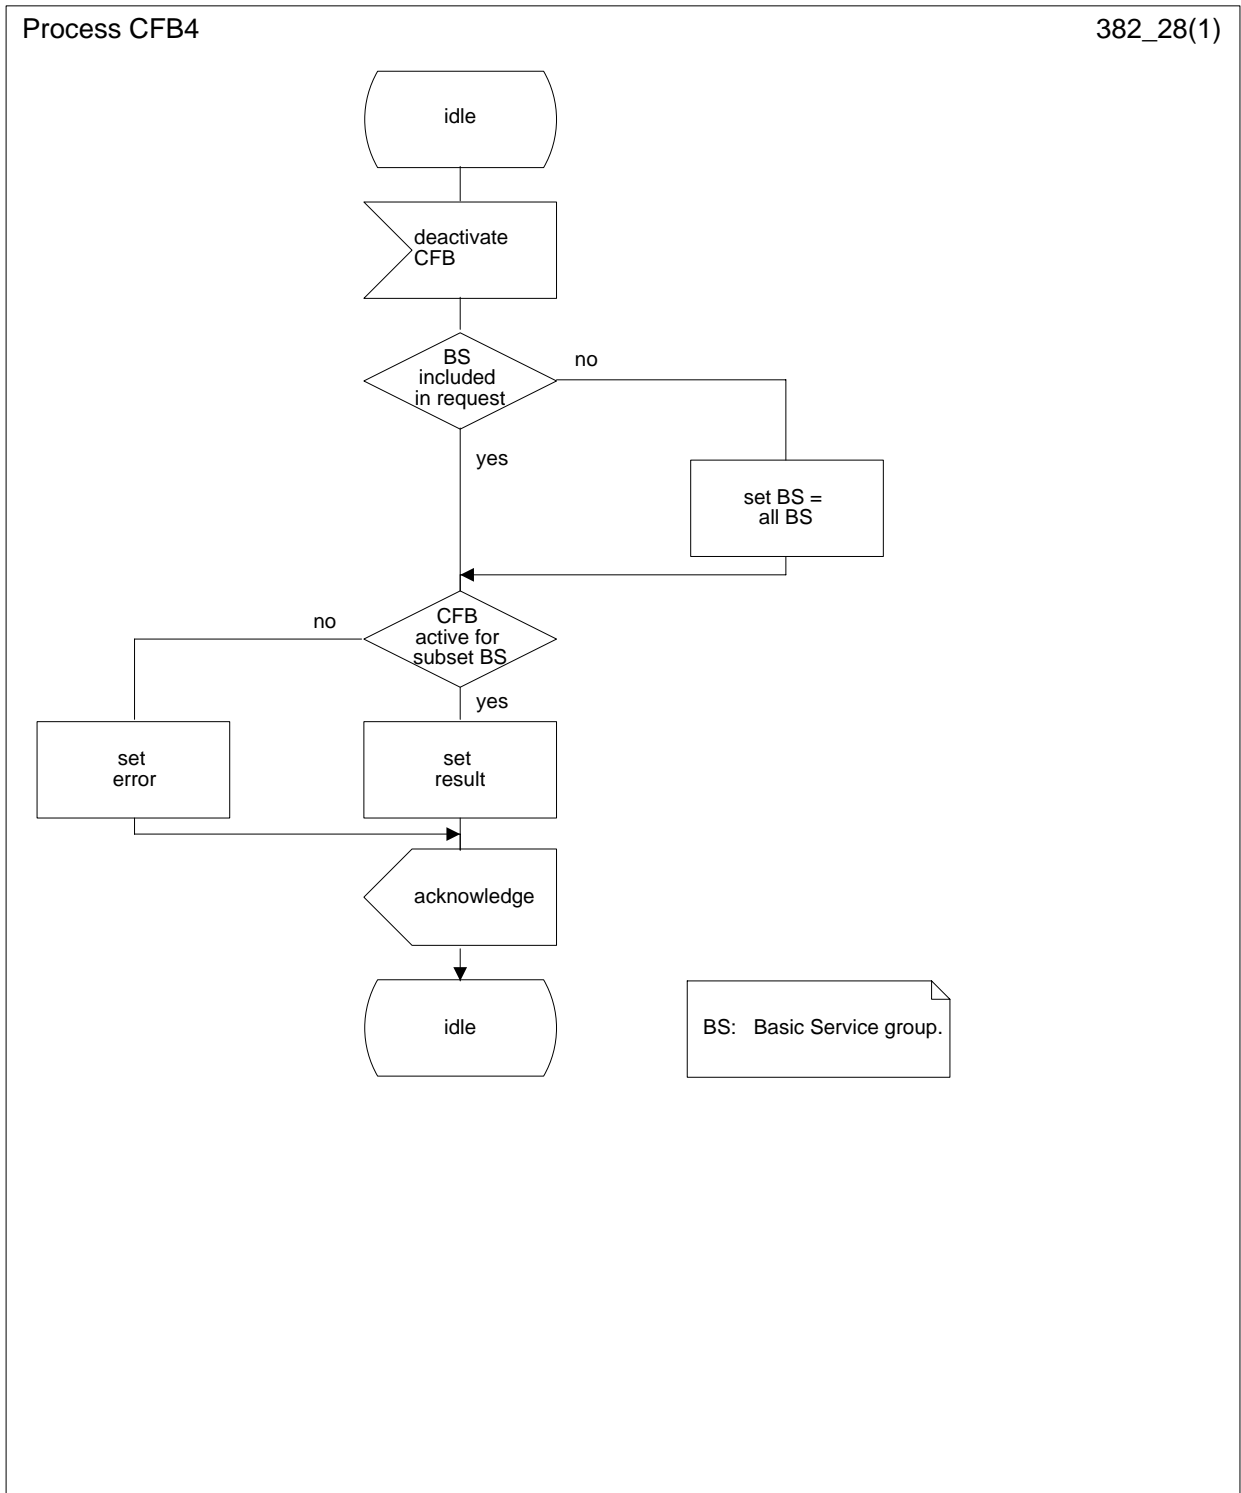 Process CFB4
382_28(1)
idle
deactivate
CFB
BS
included
in request
no
yes
set BS =
all BS
CFB
active for
subset BS
no
yes
set
error
set
result
acknowledge
idle
BS: Basic Service group.